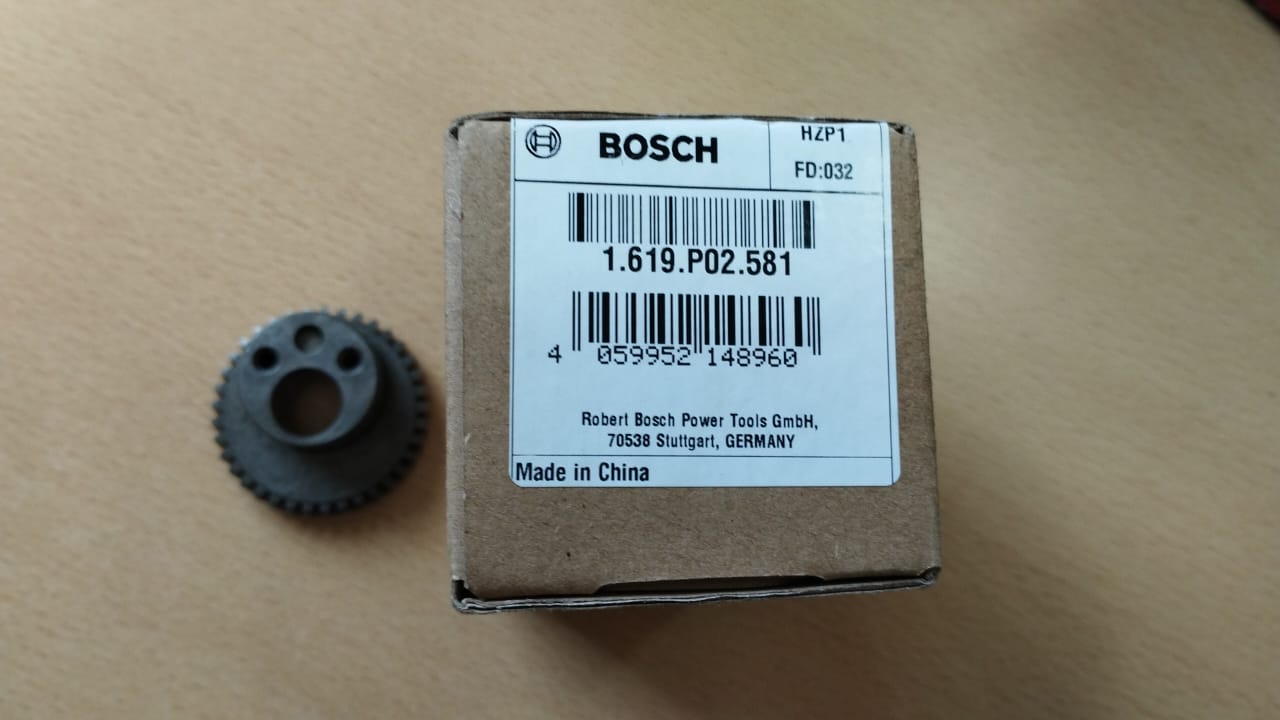 BOSCH
HZP1
FD:032
1.619.P02.581
4 059952 148960
Robert Bosch Power Tools GmbH,
70538 Stuttgart, GERMANY
Made in China